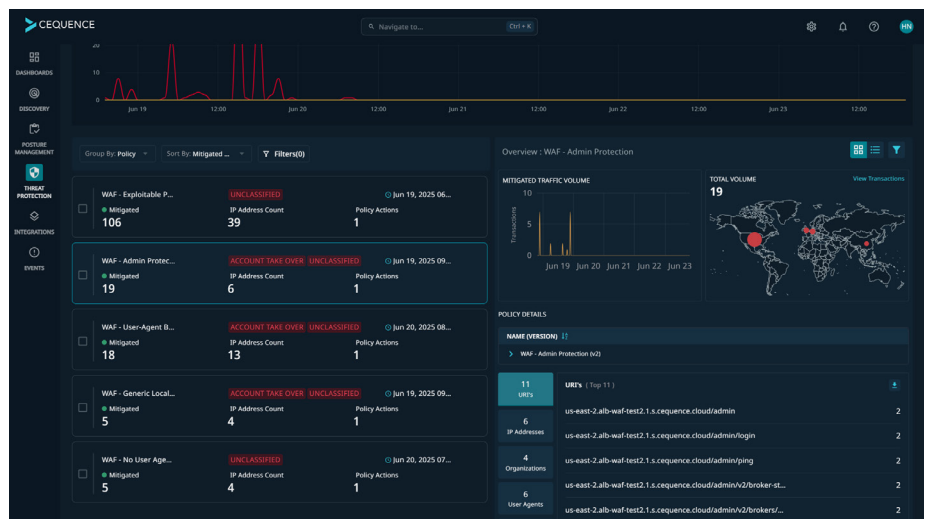 CEQUENCE
Navigate to...
Ctrl + K
HN
DASHBOARDS
DISCOVERY
POSTURE
MANAGEMENT
THREAT
PROTECTION
INTEGRATIONS
EVENTS
20
10
0
Jun 19
12:00
Jun 20
12:00
Jun 21
12:00
Jun 22
12:00
Jun 23
12:00
Group By: Policy
Sort By: Mitigated ...
Filters(0)
WAF - Exploitable P...
UNCLASSIFIED
Jun 19, 2025 06...
Mitigated
IP Address Count
Policy Actions
106
39
1
WAF - Admin Protec...
ACCOUNT TAKE OVER
UNCLASSIFIED
Jun 19, 2025 09...
Mitigated
IP Address Count
Policy Actions
19
6
1
WAF - User-Agent B...
ACCOUNT TAKE OVER
UNCLASSIFIED
Jun 20, 2025 08...
Mitigated
IP Address Count
Policy Actions
18
13
1
WAF - Generic Local...
ACCOUNT TAKE OVER
UNCLASSIFIED
Jun 19, 2025 09...
Mitigated
IP Address Count
Policy Actions
5
4
1
WAF - No User Age...
UNCLASSIFIED
Jun 20, 2025 07...
Mitigated
IP Address Count
Policy Actions
5
4
1
Overview : WAF - Admin Protection
MITIGATED TRAFFIC VOLUME
Transactions
10
5
0
Jun 19
Jun 20
Jun 21
Jun 22
Jun 23
TOTAL VOLUME
View Transactions
19
POLICY DETAILS
NAME (VERSION)
WAF - Admin Protection (v2)
11
URI's
6
IP Addresses
4
Organizations
6
User Agents
URI's ( Top 11 )
us-east-2.alb-waf-test2.1.s.cequence.cloud/admin
2
us-east-2.alb-waf-test2.1.s.cequence.cloud/admin/login
2
us-east-2.alb-waf-test2.1.s.cequence.cloud/admin/ping
2
us-east-2.alb-waf-test2.1.s.cequence.cloud/admin/v2/broker-st...
2
us-east-2.alb-waf-test2.1.s.cequence.cloud/admin/v2/brokers/...
2